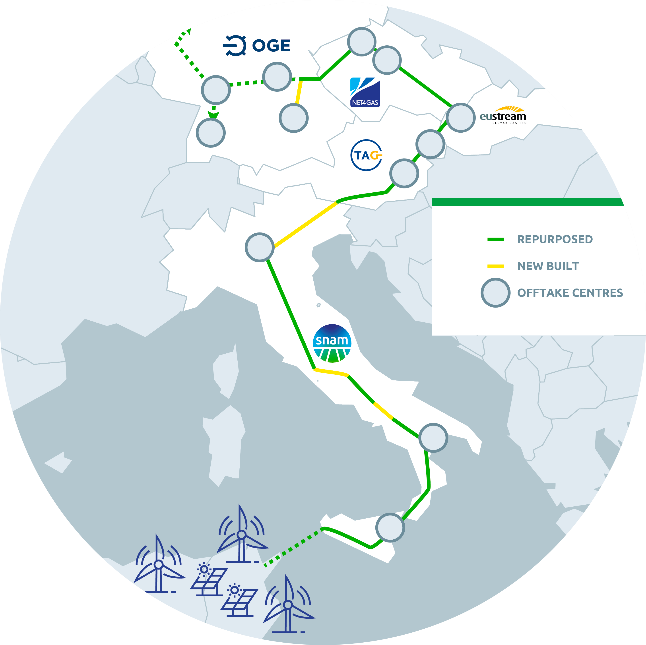 OGE
NET4GAS
eustream
TAG
REPURPOSED
NEW BUILT
OFFTAKE CENTRES
snam